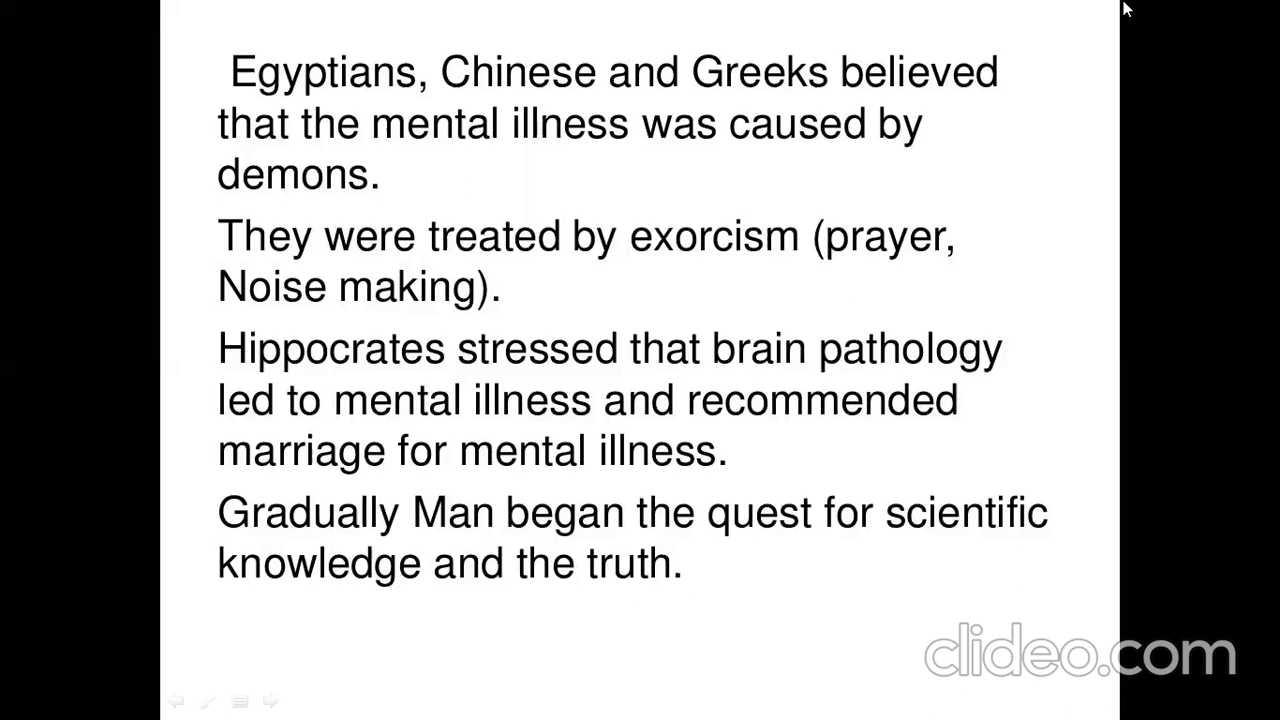 Egyptians, Chinese and Greeks believed
that the mental illness was caused by
demons.
They were treated by exorcism (prayer,
Noise making).
Hippocrates stressed that brain pathology
led to mental illness and recommended
marriage for mental illness.
Gradually Man began the quest for scientific
knowledge and the truth.
clideo.com